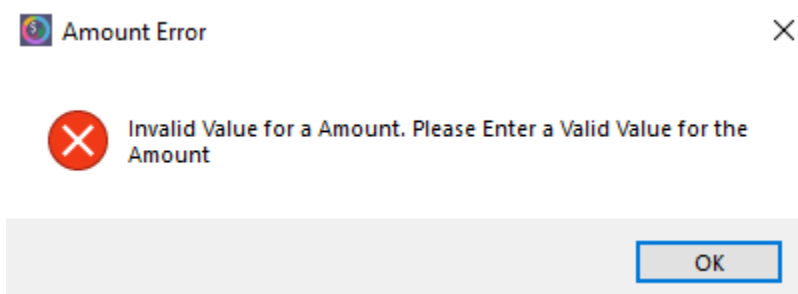 Amount Error
Invalid Value for a Amount. Please Enter a Valid Value for the
Amount
OK